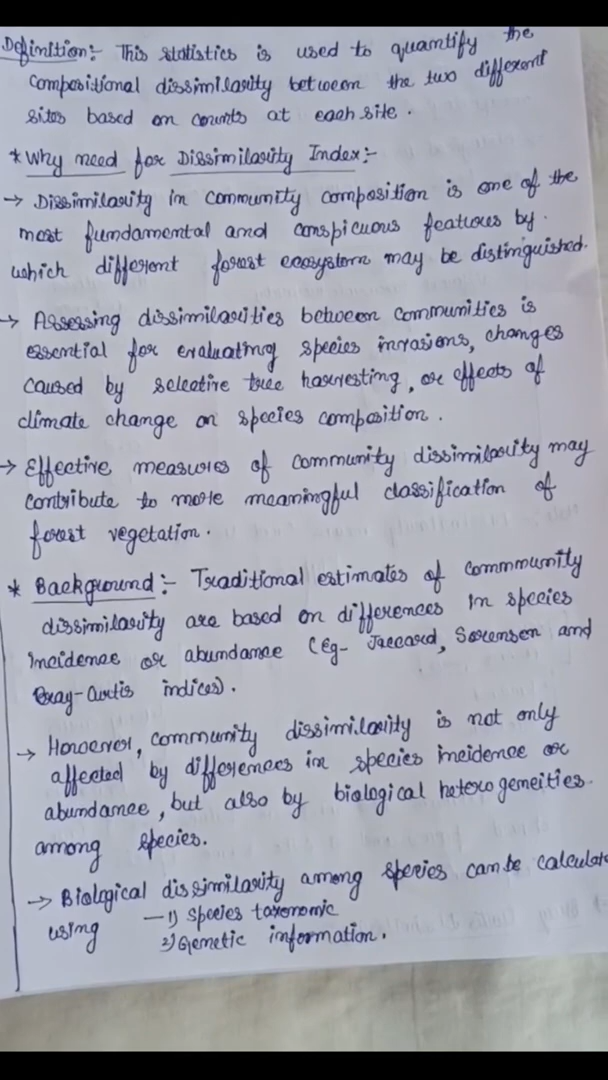 Definition:- This statistics is used to quantify the
compositional dissimilarity between the two different
sites based on counts at each site.
* Why need for Dissimilarity Index:-
→ Dissimilarity in community composition is one of the
most fundamental and conspicuous features by
which different forest ecosystem may be distinguished.
→ Assessing dissimilarities between communities is
essential for evaluating species invasions, changes
caused by selective tree harvesting, or effects of
climate change on species composition.
→ Effective measures of community dissimilarity may
contribute to more meaningful classification of
forest vegetation.
* Background:- Traditional estimates of commmunity
dissimilarity are based on differences in species
incidence or abundance (Eg- Jaccard, Sorensen and
Bray-Curtis indices).
→ However, community dissimilarity is not only
affected by differences in species incidence or
abundance, but also by biological heterogeneities
among species.
→ Biological dissimilarity among species can be calculate
using — 1) Species taxonomic
2) Genetic information.